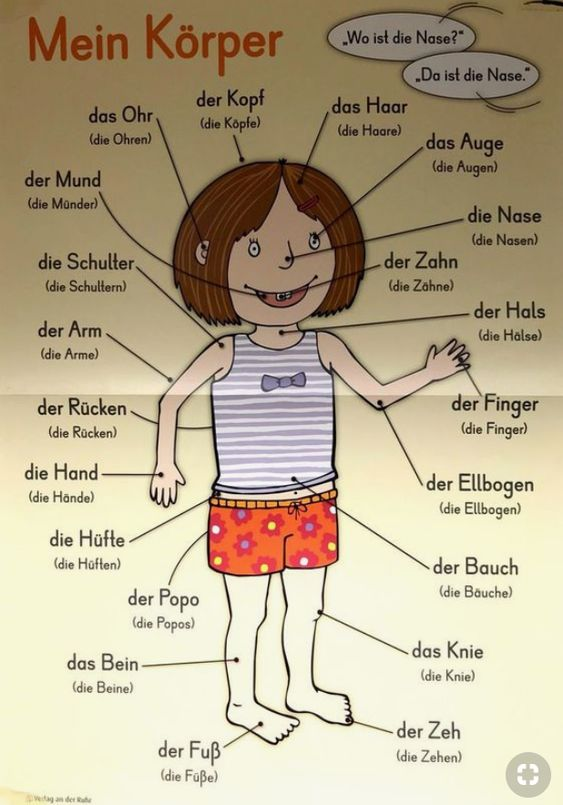 Mein Körper
„Wo ist die Nase?“
„Da ist die Nase.“
der Kopf
(die Köpfe)
das Ohr
(die Ohren)
das Haar
(die Haare)
das Auge
(die Augen)
der Mund
(die Münder)
die Nase
(die Nasen)
die Schulter
(die Schultern)
der Zahn
(die Zähne)
der Hals
(die Hälse)
der Arm
(die Arme)
der Rücken
(die Rücken)
der Finger
(die Finger)
die Hand
(die Hände)
der Ellbogen
(die Ellbogen)
die Hüfte
(die Hüften)
der Bauch
(die Bäuche)
der Popo
(die Popos)
das Bein
(die Beine)
das Knie
(die Knie)
der Fuß
(die Füße)
der Zeh
(die Zehen)
© Verlag an der Ruhr